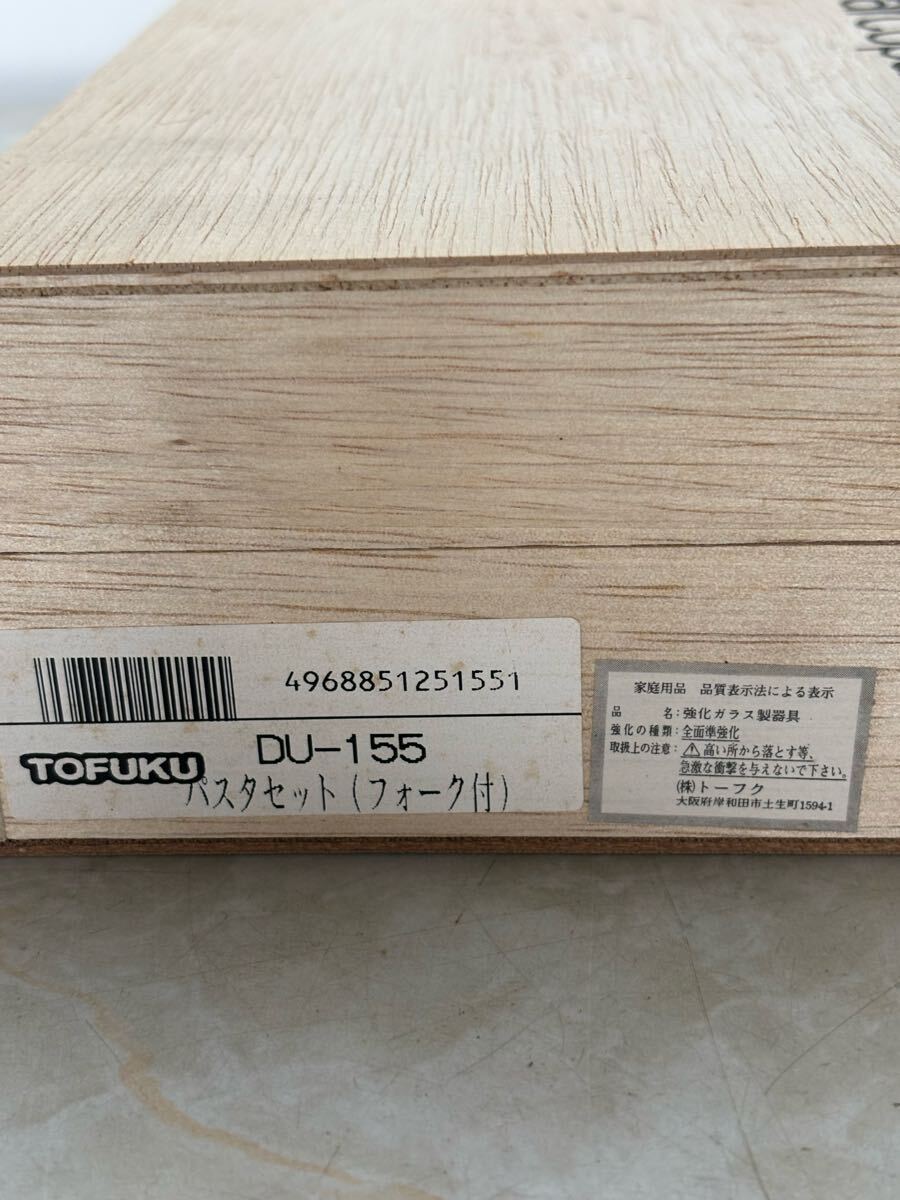 4968851251551
DU-155
TOFUKU
パスタセット(フォーク付)
家庭用品 品質表示法による表示
品 名:強化ガラス製器具
強化の種類:全面準強化
取扱上の注意:⚠高い所から落とす等、
急激な衝撃を与えないで下さい。
(株)トーフク
大阪府岸和田市土生町1594-1